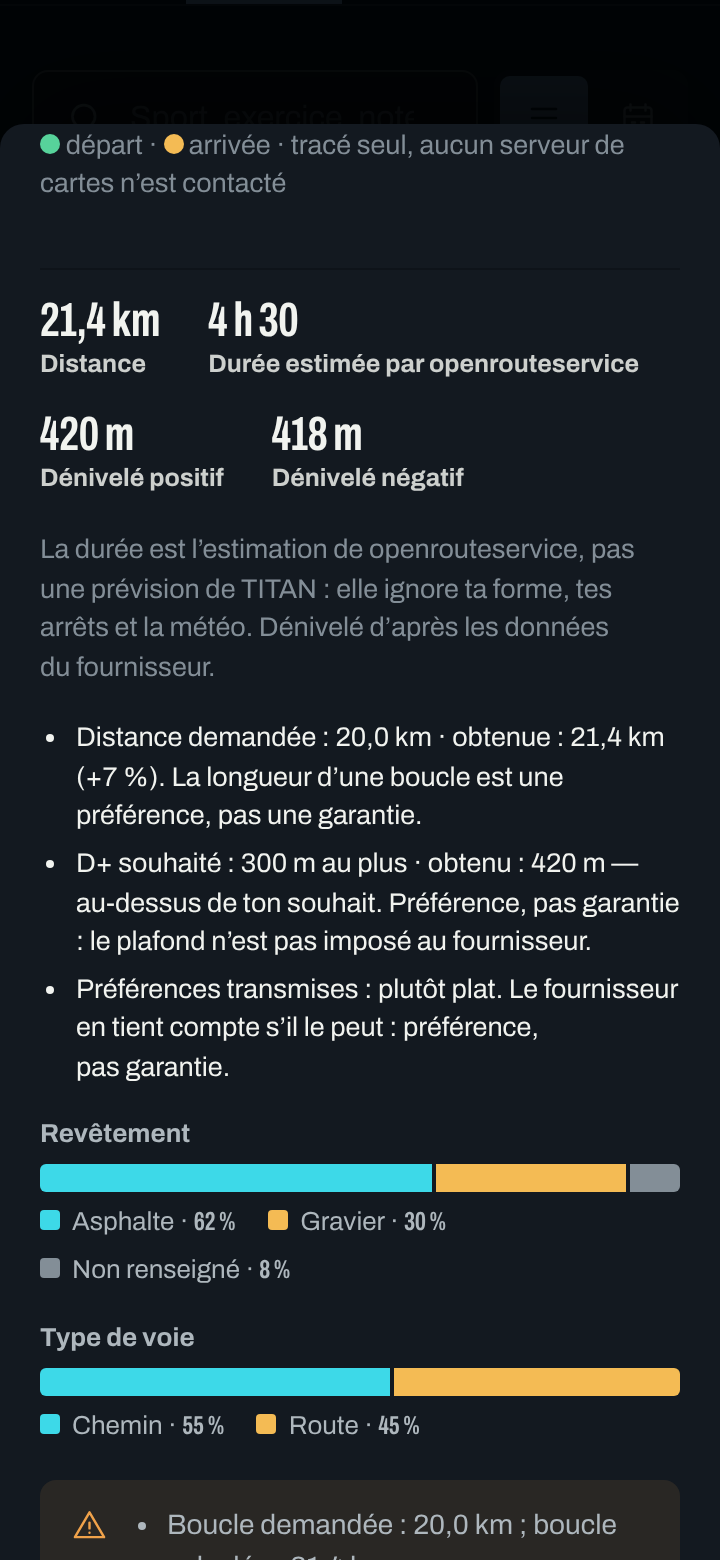 Sport, exercice, note
départ · arrivée · tracé seul, aucun serveur de
cartes n’est contacté
21,4 km
4 h 30
Distance
Durée estimée par openrouteservice
420 m
418 m
Dénivelé positif
Dénivelé négatif
La durée est l’estimation de openrouteservice, pas
une prévision de TITAN : elle ignore ta forme, tes
arrêts et la météo. Dénivelé d’après les données
du fournisseur.
• Distance demandée : 20,0 km · obtenue : 21,4 km
(+7 %). La longueur d’une boucle est une
préférence, pas une garantie.
• D+ souhaité : 300 m au plus · obtenu : 420 m —
au-dessus de ton souhait. Préférence, pas garantie
: le plafond n’est pas imposé au fournisseur.
• Préférences transmises : plutôt plat. Le fournisseur
en tient compte s’il le peut : préférence,
pas garantie.
Revêtement
Asphalte · 62 % Gravier · 30 %
Non renseigné · 8 %
Type de voie
Chemin · 55 % Route · 45 %
• Boucle demandée : 20,0 km ; boucle